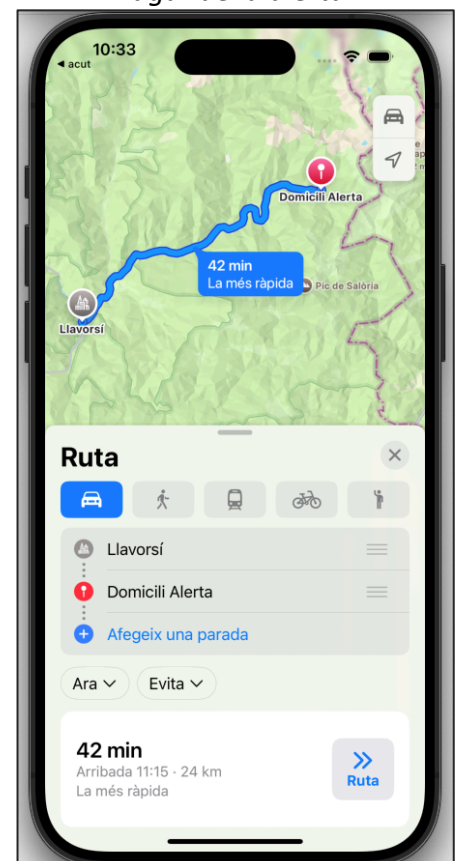 10:33
acut
Domicili Alerta
42 min
La més ràpida
Pic de Salòria
Llavorsí
Ruta
Llavorsí
Domicili Alerta
Afegeix una parada
Ara
Evita
42 min
Arribada 11:15 · 24 km
La més ràpida
Ruta